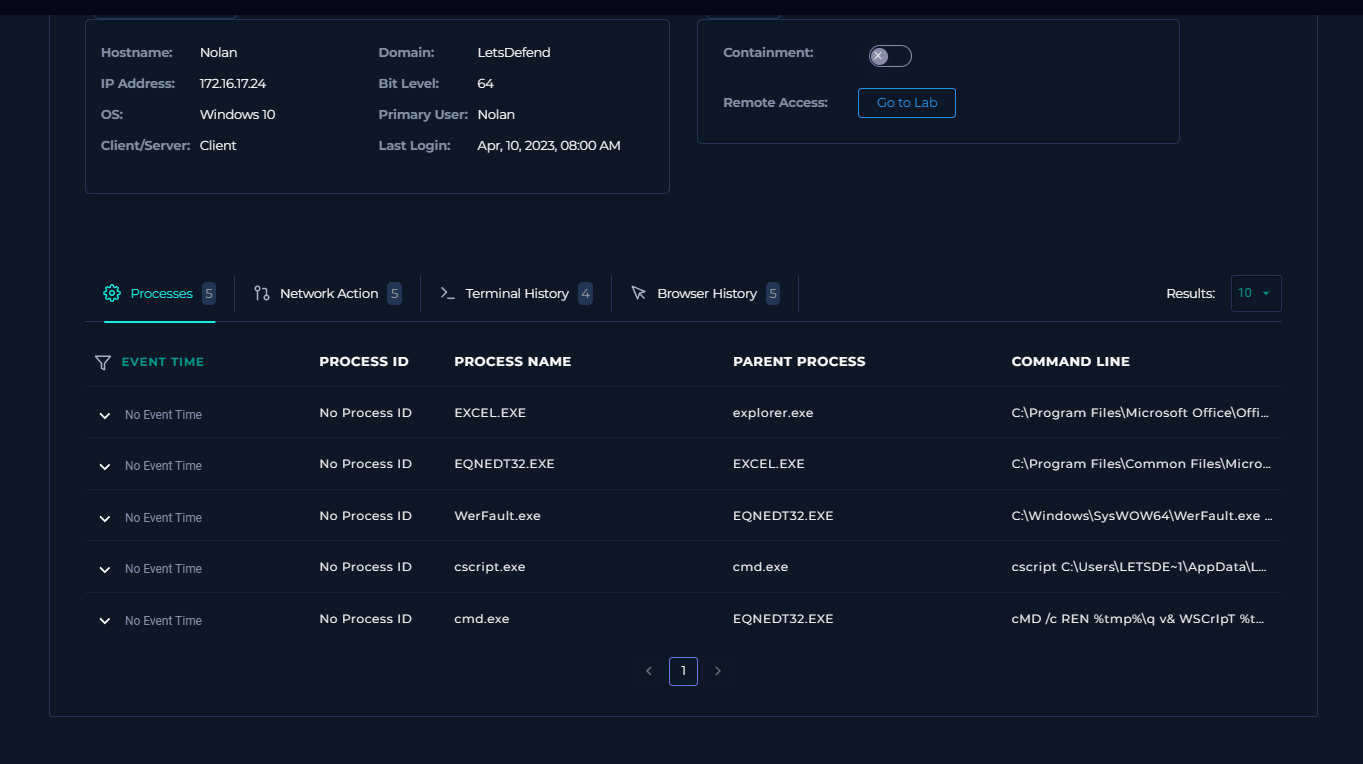 Hostname: Nolan Domain: LetsDefend
IP Address: 172.16.17.24 Bit Level: 64
OS: Windows 10 Primary User: Nolan
Client/Server: Client Last Login: Apr, 10, 2023, 08:00 AM
Containment:
Remote Access: Go to Lab
Processes 5 Network Action 5 Terminal History 4 Browser History 5 Results: 10
EVENT TIME PROCESS ID PROCESS NAME PARENT PROCESS COMMAND LINE
No Event Time No Process ID EXCEL.EXE explorer.exe C:\Program Files\Microsoft Office\Offi...
No Event Time No Process ID EQNEDT32.EXE EXCEL.EXE C:\Program Files\Common Files\Micro...
No Event Time No Process ID WerFault.exe EQNEDT32.EXE C:\Windows\SysWOW64\WerFault.exe ...
No Event Time No Process ID cscript.exe cmd.exe cscript C:\Users\LETSDE~1\AppData\L...
No Event Time No Process ID cmd.exe EQNEDT32.EXE cMD /c REN %tmp%\q v& WSCrIpT %t...
1